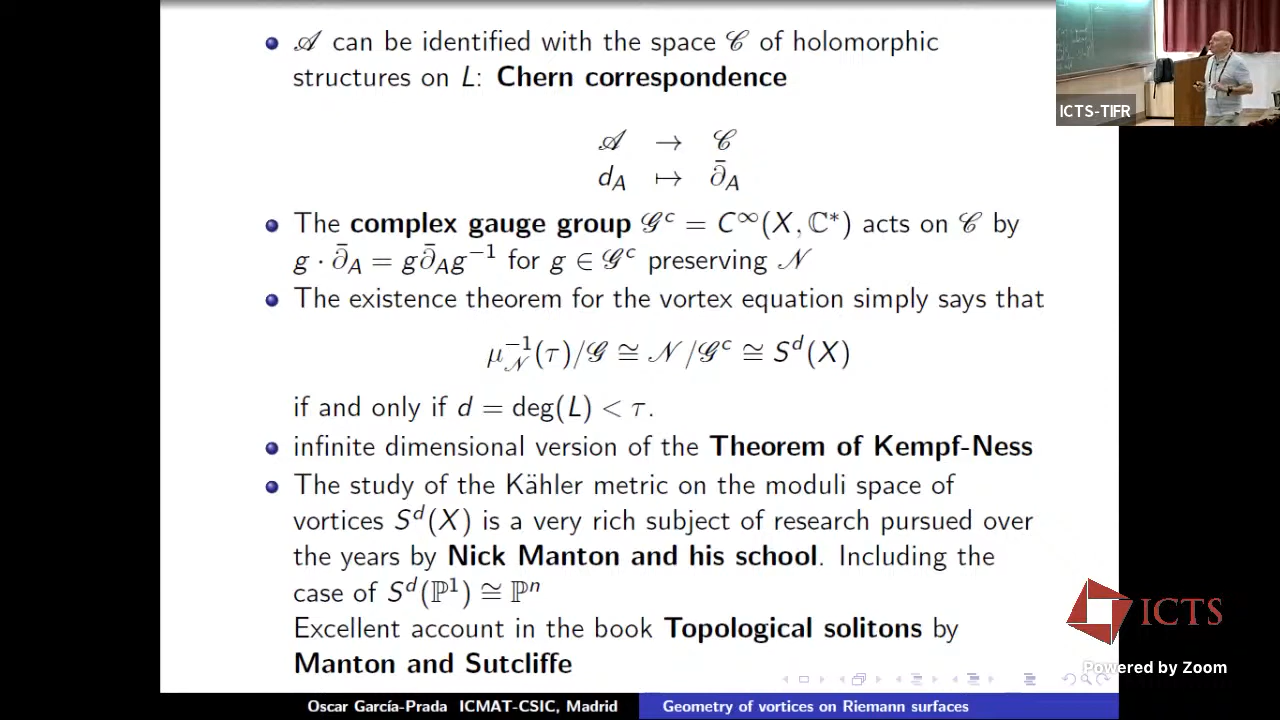 𝒜 can be identified with the space 𝒞 of holomorphic
structures on L: Chern correspondence
𝒜 → 𝒞
d_A ↦ ∂̄_A
The complex gauge group 𝒢^c = C^∞(X, ℂ*) acts on 𝒞 by
g · ∂̄_A = g∂̄_A g^{-1} for g ∈ 𝒢^c preserving 𝒩
The existence theorem for the vortex equation simply says that
μ_𝒩^{-1}(τ)/𝒢 ≅ 𝒩/𝒢^c ≅ S^d(X)
if and only if d = deg(L) < τ.
infinite dimensional version of the Theorem of Kempf-Ness
The study of the Kähler metric on the moduli space of
vortices S^d(X) is a very rich subject of research pursued over
the years by Nick Manton and his school. Including the
case of S^d(ℙ^1) ≅ ℙ^n
Excellent account in the book Topological solitons by
Manton and Sutcliffe
Oscar García-Prada ICMAT-CSIC, Madrid
Geometry of vortices on Riemann surfaces
ICTS-TIFR
ICTS
Powered by Zoom